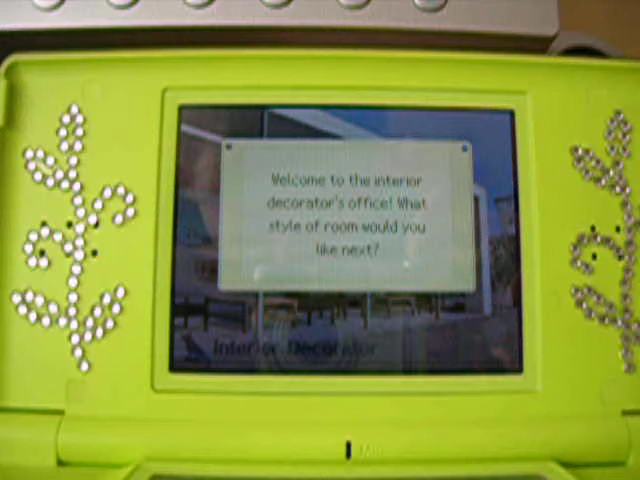 Welcome to the interior
decorator's office! What
style of room would you
like next?
Interior Decorator